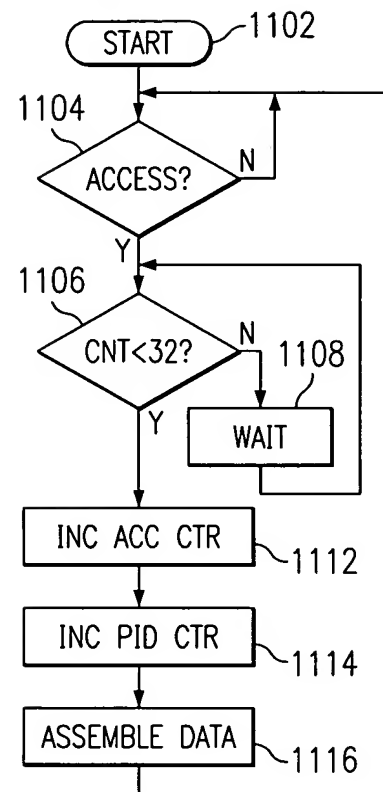 START
1102
1104
ACCESS?
N
Y
1106
CNT<32?
N
1108
Y
WAIT
INC ACC CTR
1112
INC PID CTR
1114
ASSEMBLE DATA
1116